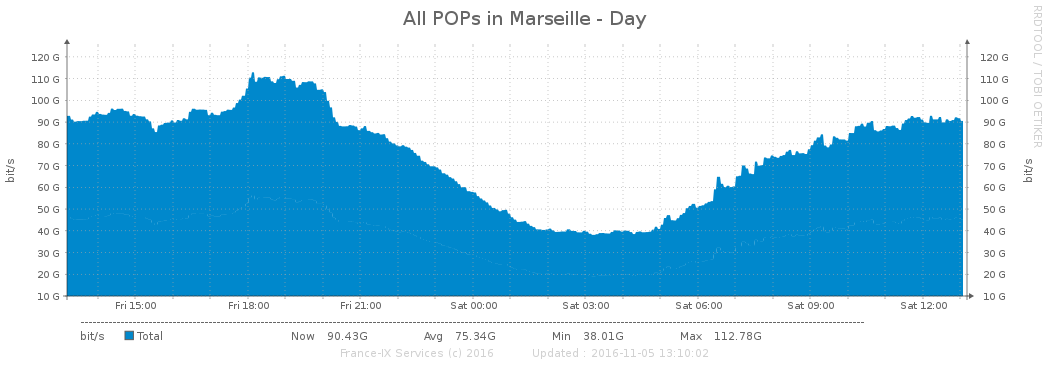 All POPs in Marseille - Day
RRDTOOL / TOBI OETIKER
bit/s
120 G 120 G
110 G 110 G
100 G 100 G
90 G 90 G
80 G 80 G
70 G 70 G
60 G 60 G
50 G 50 G
40 G 40 G
30 G 30 G
20 G 20 G
10 G 10 G
bit/s
Fri 15:00 Fri 18:00 Fri 21:00 Sat 00:00 Sat 03:00 Sat 06:00 Sat 09:00 Sat 12:00
bit/s Total Now 90.43G Avg 75.34G Min 38.01G Max 112.78G
France-IX Services (c) 2016 Updated : 2016-11-05 13:10:02